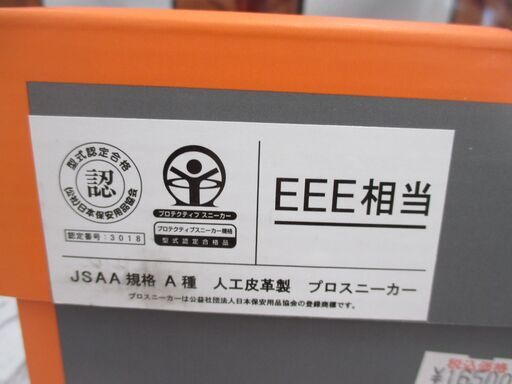 型式認定合格
認
(公社)日本保安用品協会
認定番号:3018
プロテクティブ スニーカー
プロテクティブスニーカー規格
型式認定合格品
EEE相当
JSAA規格 A種 人工皮革製 プロスニーカー
プロスニーカーは公益社団法人日本保安用品協会の登録商標です。
税込価格